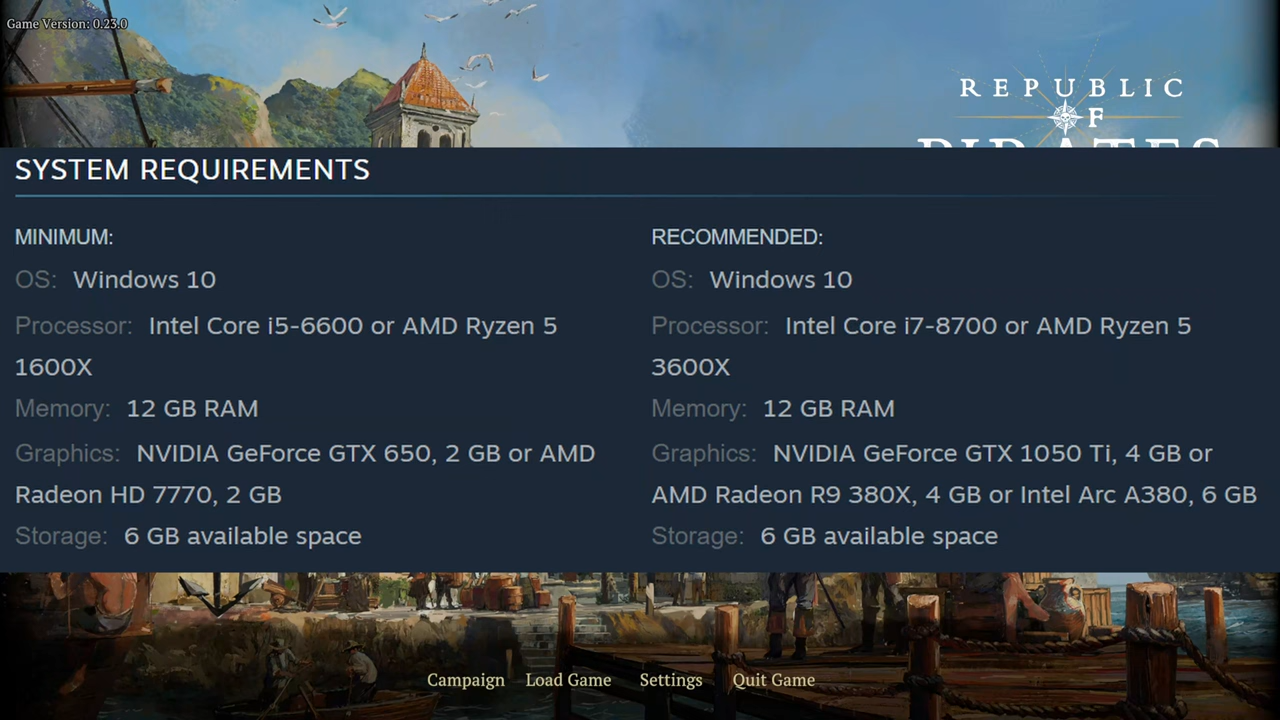 Game Version: 0.23.0
REPUBLIC
OF
PIRATES
SYSTEM REQUIREMENTS
MINIMUM:
OS: Windows 10
Processor: Intel Core i5-6600 or AMD Ryzen 5
1600X
Memory: 12 GB RAM
Graphics: NVIDIA GeForce GTX 650, 2 GB or AMD
Radeon HD 7770, 2 GB
Storage: 6 GB available space
RECOMMENDED:
OS: Windows 10
Processor: Intel Core i7-8700 or AMD Ryzen 5
3600X
Memory: 12 GB RAM
Graphics: NVIDIA GeForce GTX 1050 Ti, 4 GB or
AMD Radeon R9 380X, 4 GB or Intel Arc A380, 6 GB
Storage: 6 GB available space
Campaign Load Game Settings Quit Game